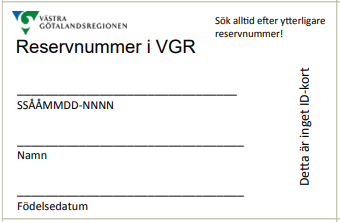 VÄSTRA
GÖTALANDSREGIONEN
Sök alltid efter ytterligare
reservnummer!
Reservnummer i VGR
SSÅÅMMDD-NNNN
Namn
Födelsedatum
Detta är inget ID-kort